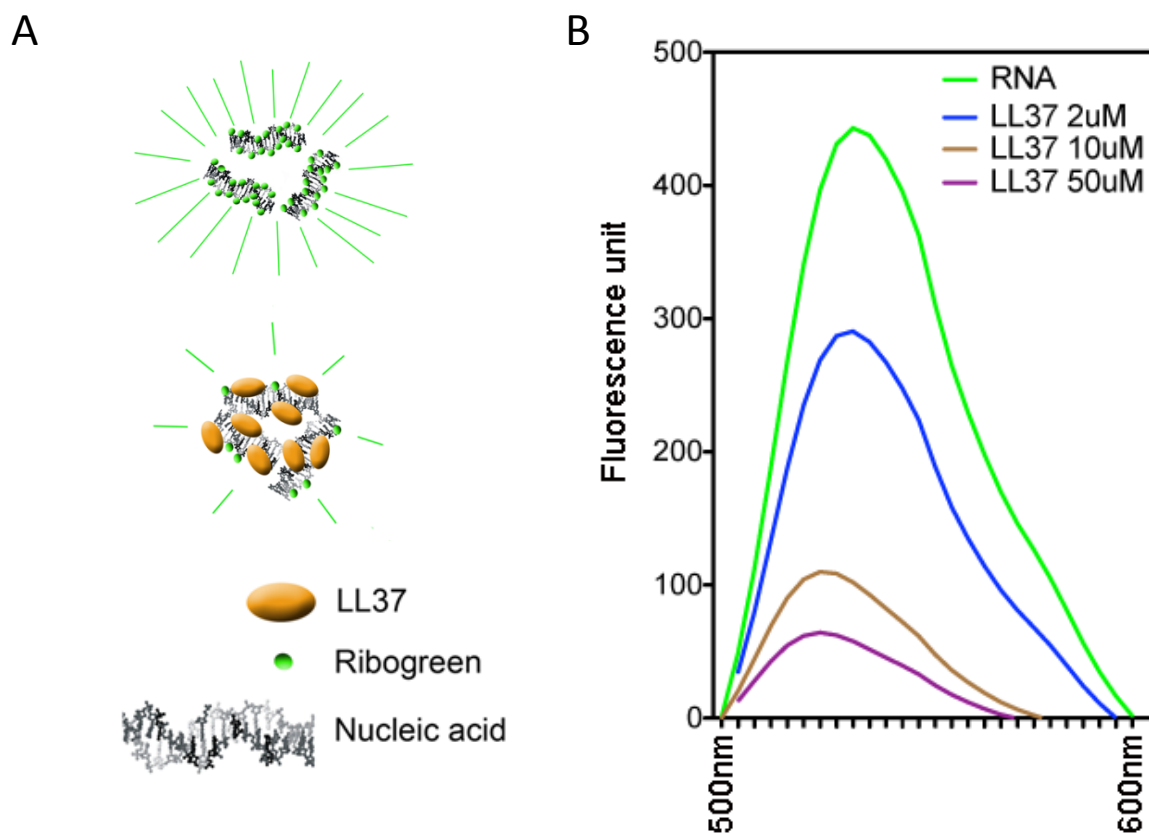 A
LL37
Ribogreen
Nucleic acid
B
Fluorescence unit
500
400
300
200
100
0
RNA
LL37 2uM
LL37 10uM
LL37 50uM
500nm
600nm